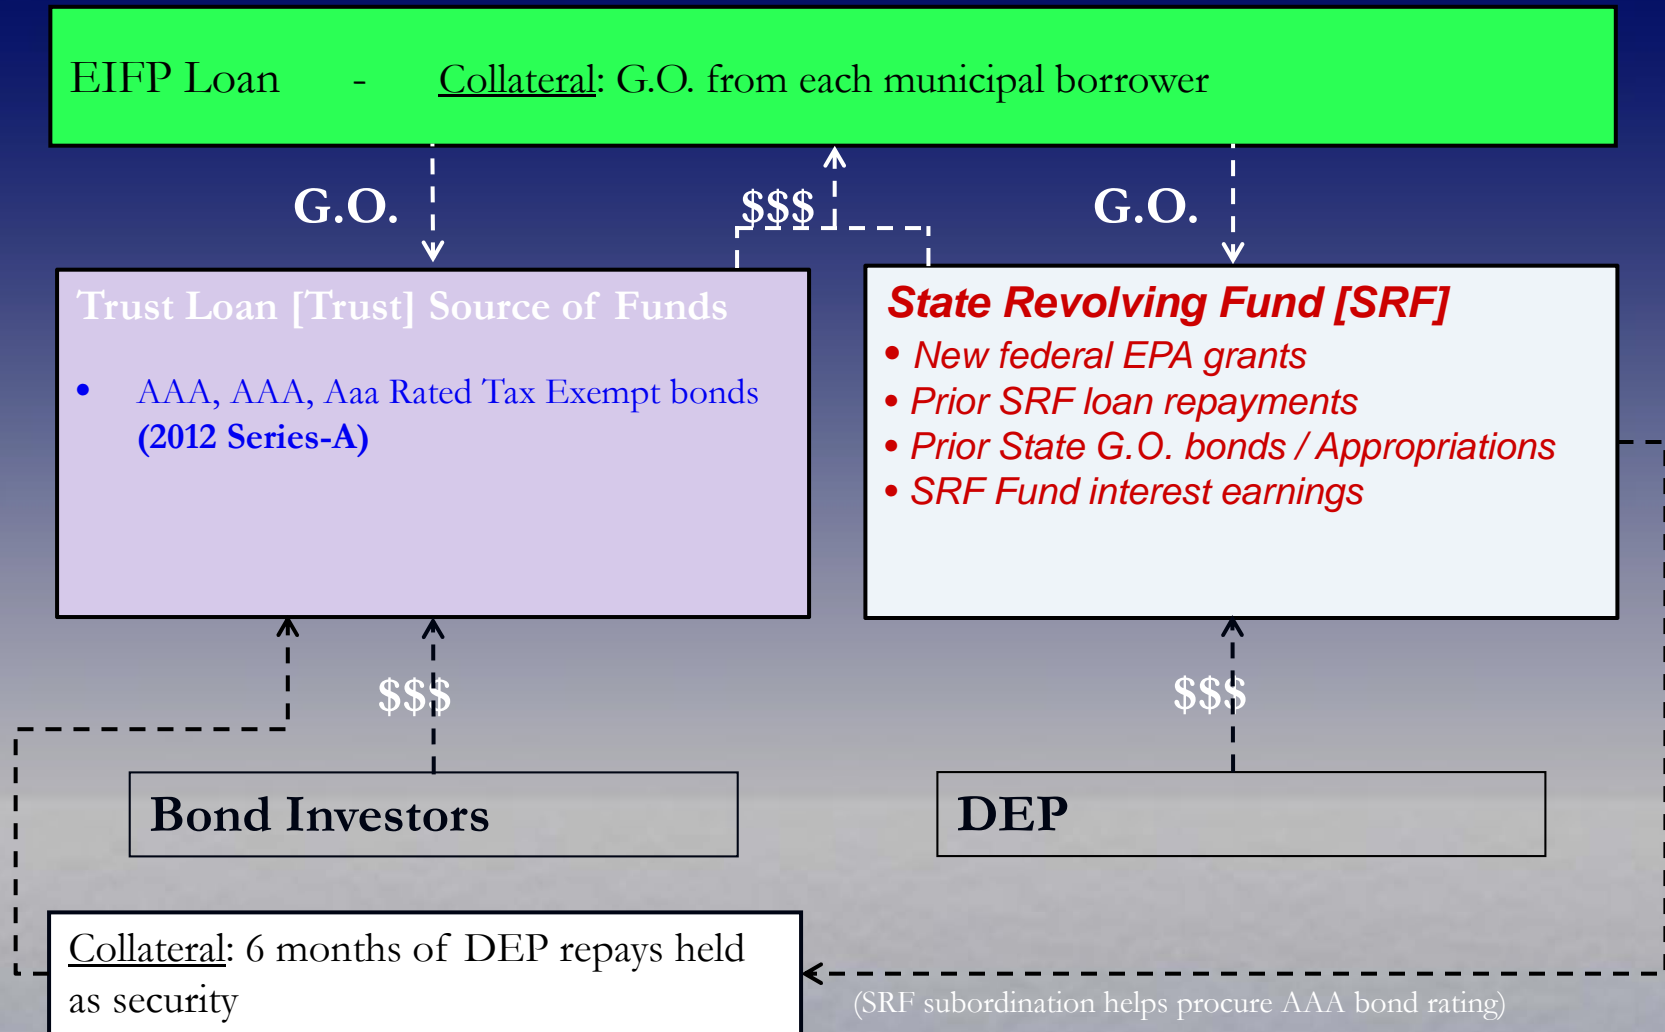 EIFP Loan - Collateral: G.O. from each municipal borrower
G.O.
$$$
G.O.
Trust Loan [Trust] Source of Funds
• AAA, AAA, Aaa Rated Tax Exempt bonds
(2012 Series-A)
State Revolving Fund [SRF]
• New federal EPA grants
• Prior SRF loan repayments
• Prior State G.O. bonds / Appropriations
• SRF Fund interest earnings
$$$
$$$
Bond Investors
DEP
Collateral: 6 months of DEP repays held
as security
(SRF subordination helps procure AAA bond rating)